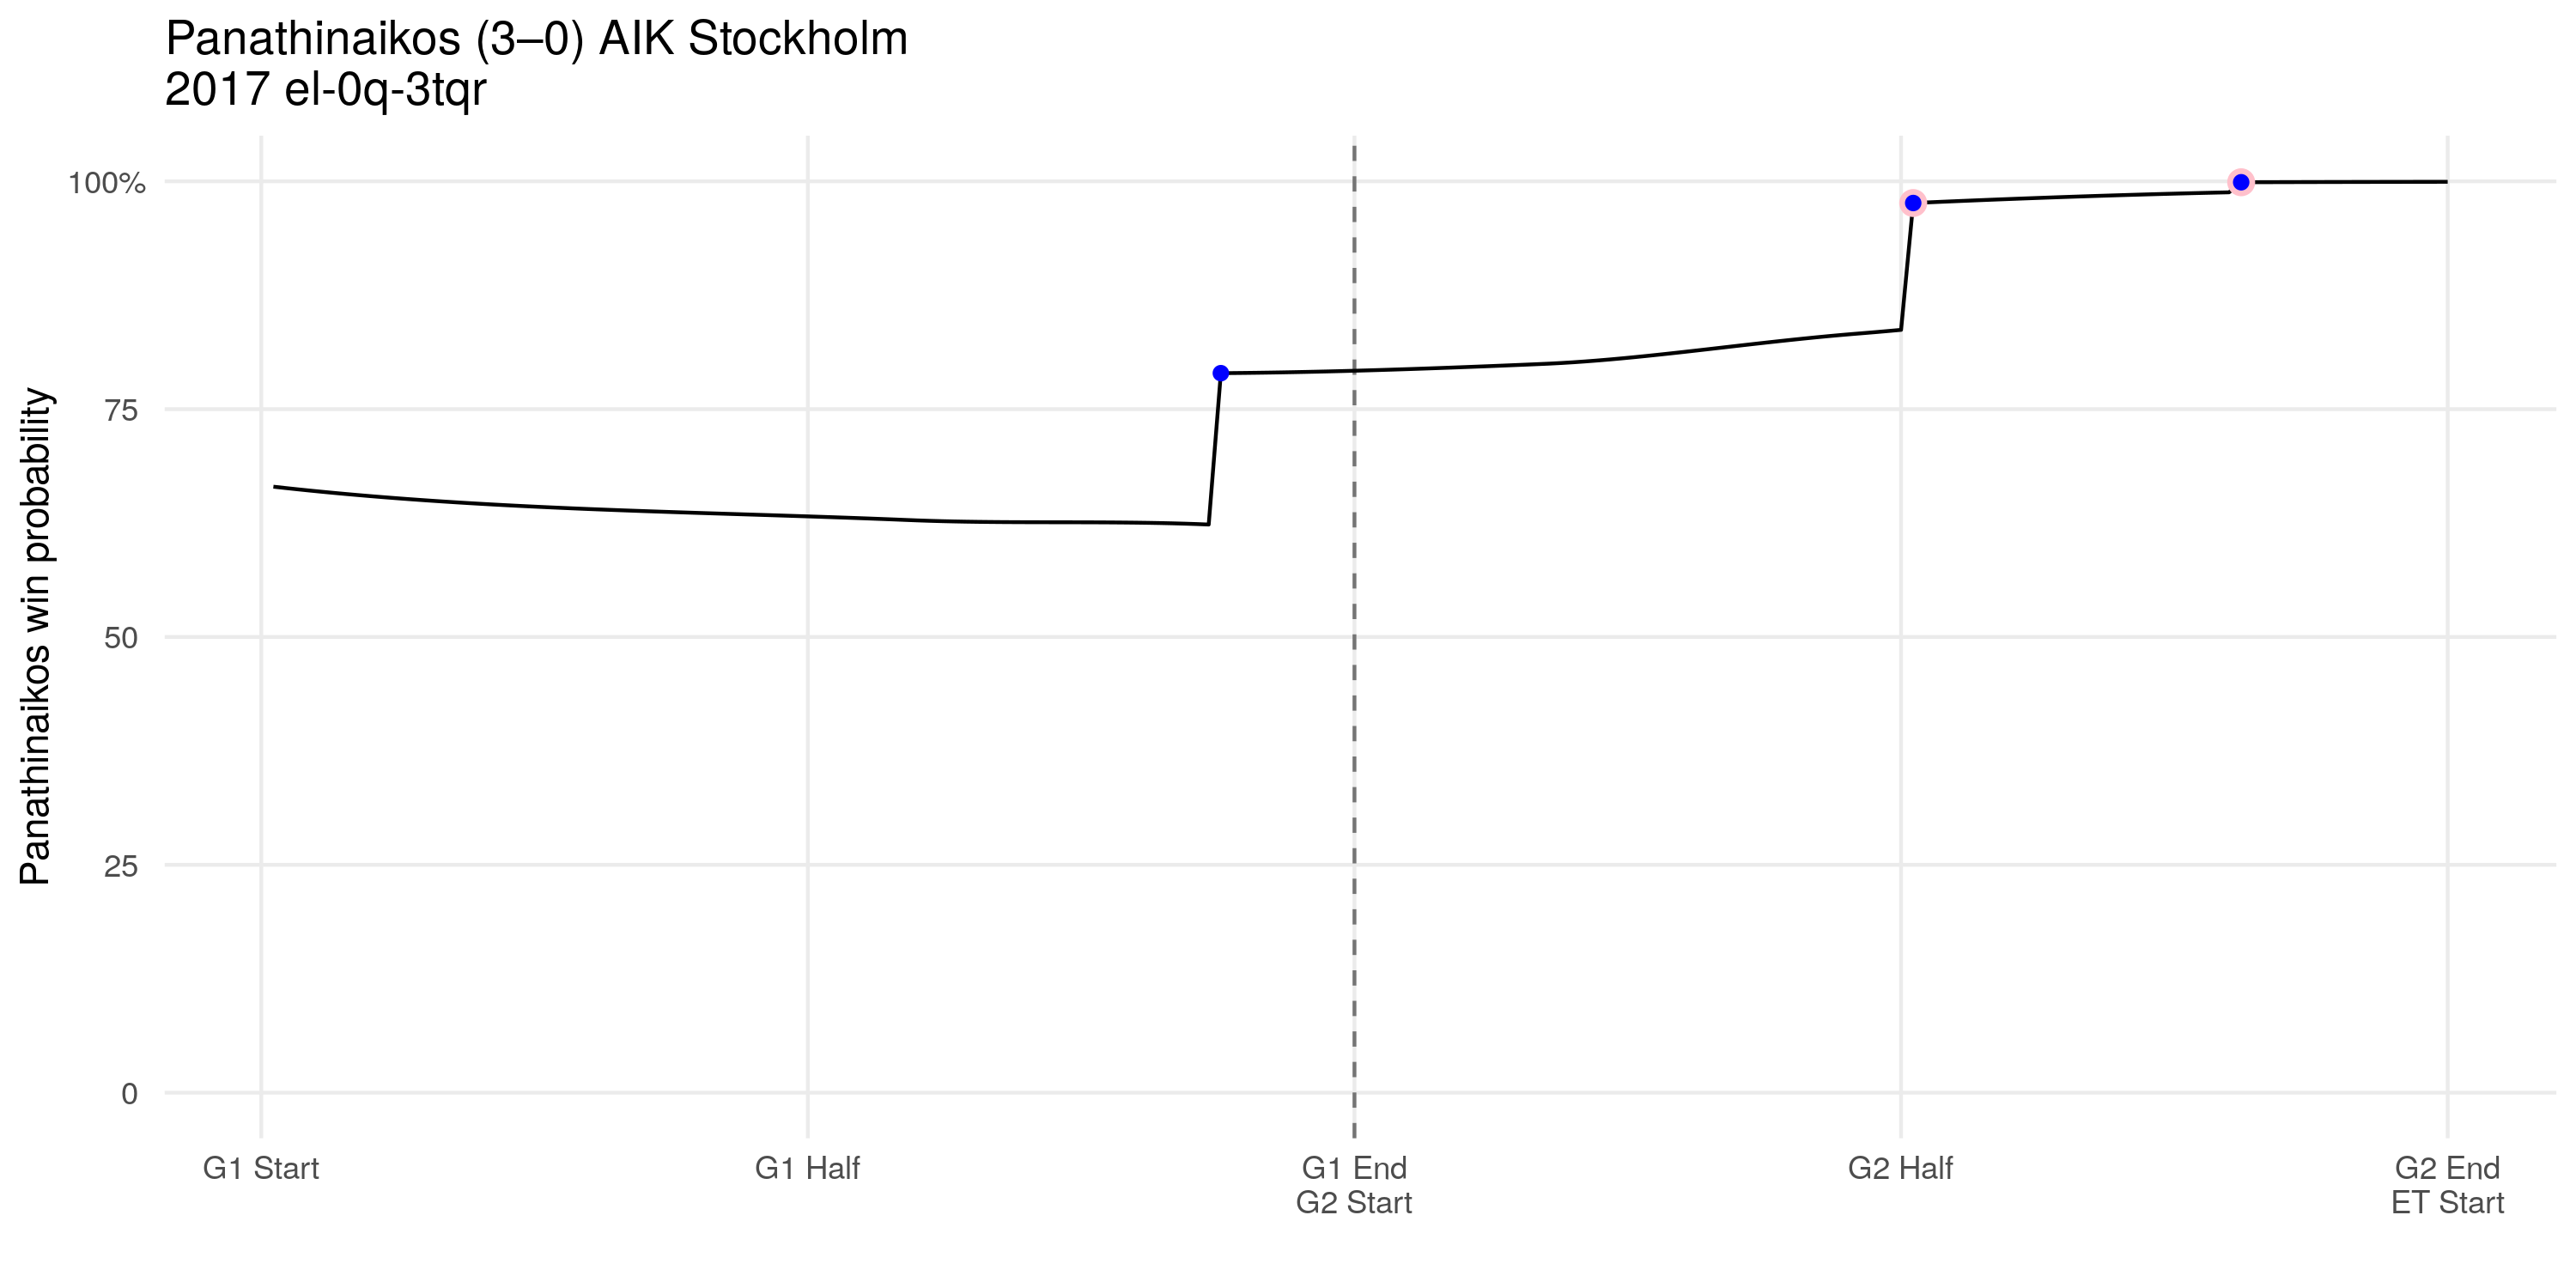 Panathinaikos (3–0) AIK Stockholm
2017 el-0q-3tqr
Panathinaikos win probability
100%
75
50
25
0
G1 Start
G1 Half
G1 End
G2 Start
G2 Half
G2 End
ET Start